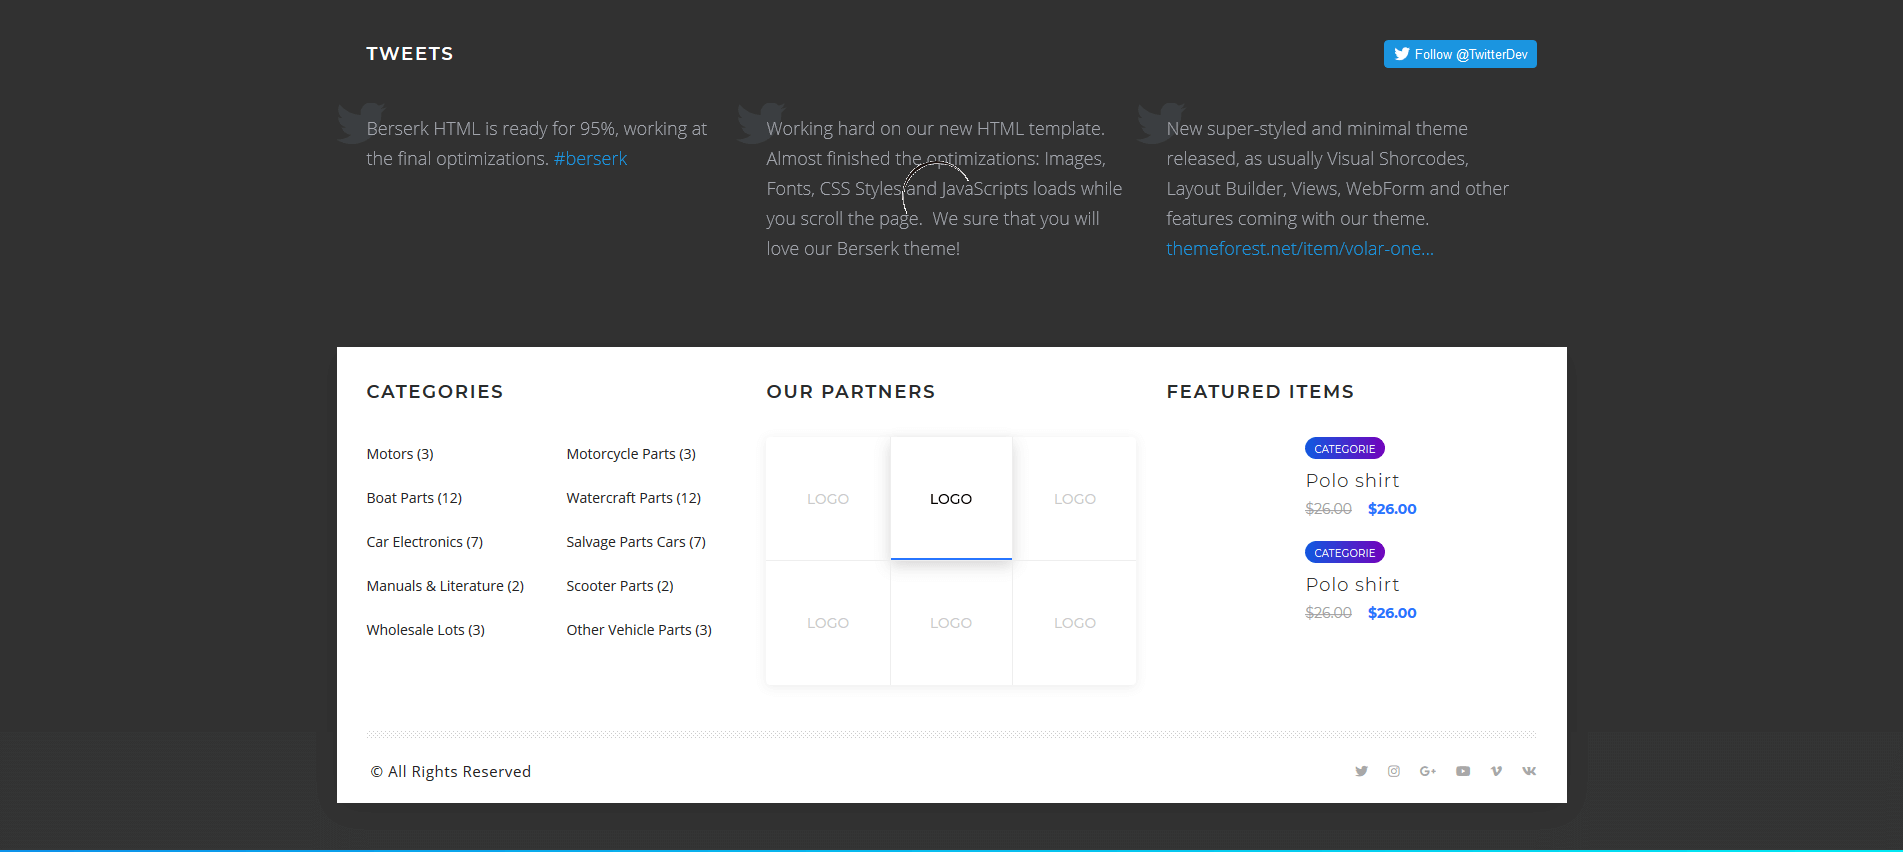 TWEETS
Follow @TwitterDev
Berserk HTML is ready for 95%, working at
the final optimizations. #berserk
Working hard on our new HTML template.
Almost finished the optimizations: Images,
Fonts, CSS Styles and JavaScripts loads while
you scroll the page.  We sure that you will
love our Berserk theme!
New super-styled and minimal theme
released, as usually Visual Shorcodes,
Layout Builder, Views, WebForm and other
features coming with our theme.
themeforest.net/item/volar-one...
CATEGORIES
Motors (3)
Boat Parts (12)
Car Electronics (7)
Manuals & Literature (2)
Wholesale Lots (3)
Motorcycle Parts (3)
Watercraft Parts (12)
Salvage Parts Cars (7)
Scooter Parts (2)
Other Vehicle Parts (3)
OUR PARTNERS
LOGO LOGO LOGO
LOGO LOGO LOGO
FEATURED ITEMS
CATEGORIE
Polo shirt
$26.00 $26.00
CATEGORIE
Polo shirt
$26.00 $26.00
© All Rights Reserved